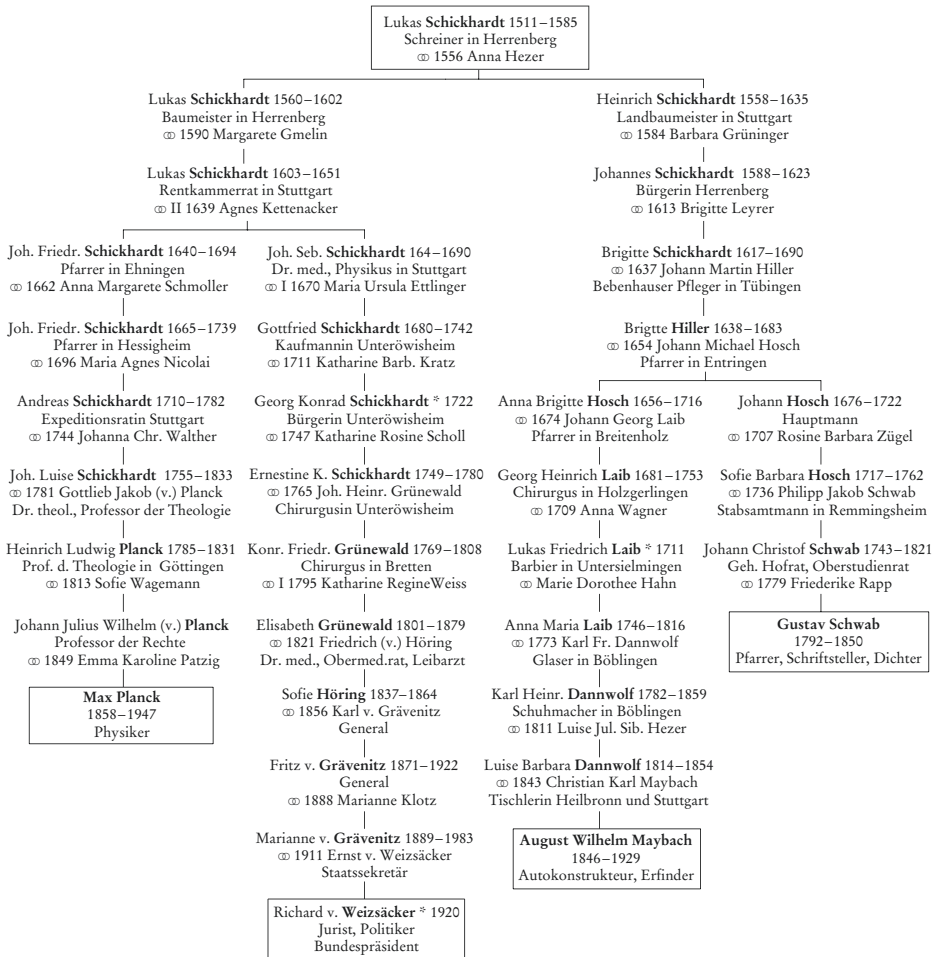 Lukas Schickhardt 1511–1585
Schreiner in Herrenberg
⚭ 1556 Anna Hezer
Lukas Schickhardt 1560–1602
Baumeister in Herrenberg
⚭ 1590 Margarete Gmelin
Heinrich Schickhardt 1558–1635
Landbaumeister in Stuttgart
⚭ 1584 Barbara Grüninger
Lukas Schickhardt 1603–1651
Rentkammerrat in Stuttgart
⚭ II 1639 Agnes Kettenacker
Johannes Schickhardt 1588–1623
Bürgerin Herrenberg
⚭ 1613 Brigitte Leyrer
Joh. Friedr. Schickhardt 1640–1694
Pfarrer in Ehningen
⚭ 1662 Anna Margarete Schmoller
Joh. Seb. Schickhardt 164–1690
Dr. med., Physikus in Stuttgart
⚭ I 1670 Maria Ursula Ettlinger
Brigitte Schickhardt 1617–1690
⚭ 1637 Johann Martin Hiller
Bebenhauser Pfleger in Tübingen
Joh. Friedr. Schickhardt 1665–1739
Pfarrer in Hessigheim
⚭ 1696 Maria Agnes Nicolai
Gottfried Schickhardt 1680–1742
Kaufmannin Unteröwisheim
⚭ 1711 Katharine Barb. Kratz
Brigtte Hiller 1638–1683
⚭ 1654 Johann Michael Hosch
Pfarrer in Entringen
Andreas Schickhardt 1710–1782
Expeditionsratin Stuttgart
⚭ 1744 Johanna Chr. Walther
Georg Konrad Schickhardt * 1722
Bürgerin Unteröwisheim
⚭ 1747 Katharine Rosine Scholl
Anna Brigitte Hosch 1656–1716
⚭ 1674 Johann Georg Laib
Pfarrer in Breitenholz
Johann Hosch 1676–1722
Hauptmann
⚭ 1707 Rosine Barbara Zügel
Joh. Luise Schickhardt 1755–1833
⚭ 1781 Gottlieb Jakob (v.) Planck
Dr. theol., Professor der Theologie
Ernestine K. Schickhardt 1749–1780
⚭ 1765 Joh. Heinr. Grünewald
Chirurgusin Unteröwisheim
Georg Heinrich Laib 1681–1753
Chirurgus in Holzgerlingen
⚭ 1709 Anna Wagner
Sofie Barbara Hosch 1717–1762
⚭ 1736 Philipp Jakob Schwab
Stabsamtmann in Remmingsheim
Heinrich Ludwig Planck 1785–1831
Prof. d. Theologie in Göttingen
⚭ 1813 Sofie Wagemann
Konr. Friedr. Grünewald 1769–1808
Chirurgus in Bretten
⚭ I 1795 Katharine RegineWeiss
Lukas Friedrich Laib * 1711
Barbier in Untersielmingen
⚭ Marie Dorothee Hahn
Johann Christof Schwab 1743–1821
Geh. Hofrat, Oberstudienrat
⚭ 1779 Friederike Rapp
Johann Julius Wilhelm (v.) Planck
Professor der Rechte
⚭ 1849 Emma Karoline Patzig
Elisabeth Grünewald 1801–1879
⚭ 1821 Friedrich (v.) Höring
Dr. med., Obermed.rat, Leibarzt
Anna Maria Laib 1746–1816
⚭ 1773 Karl Fr. Dannwolf
Glaser in Böblingen
Gustav Schwab
1792–1850
Pfarrer, Schriftsteller, Dichter
Max Planck
1858–1947
Physiker
Sofie Höring 1837–1864
⚭ 1856 Karl v. Grävenitz
General
Karl Heinr. Dannwolf 1782–1859
Schuhmacher in Böblingen
⚭ 1811 Luise Jul. Sib. Hezer
Fritz v. Grävenitz 1871–1922
General
⚭ 1888 Marianne Klotz
Luise Barbara Dannwolf 1814–1854
⚭ 1843 Christian Karl Maybach
Tischlerin Heilbronn und Stuttgart
Marianne v. Grävenitz 1889–1983
⚭ 1911 Ernst v. Weizsäcker
Staatssekretär
August Wilhelm Maybach
1846–1929
Autokonstrukteur, Erfinder
Richard v. Weizsäcker * 1920
Jurist, Politiker
Bundespräsident